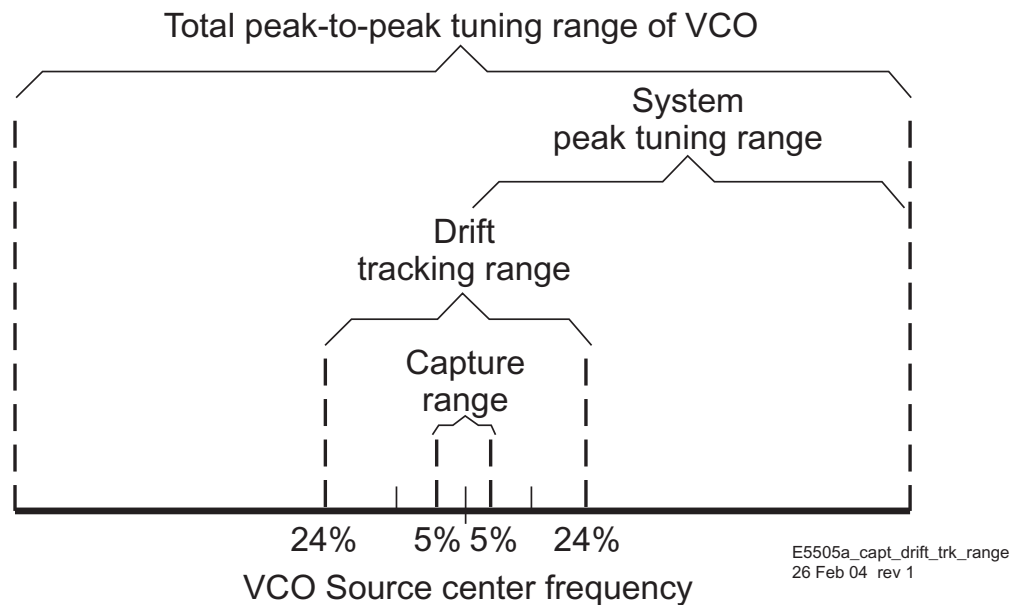 Total peak-to-peak tuning range of VCO
System
peak tuning range
Drift
tracking range
Capture
range
24% 5% 5% 24%
VCO Source center frequency
E5505a_capt_drift_trk_range
26 Feb 04 rev 1